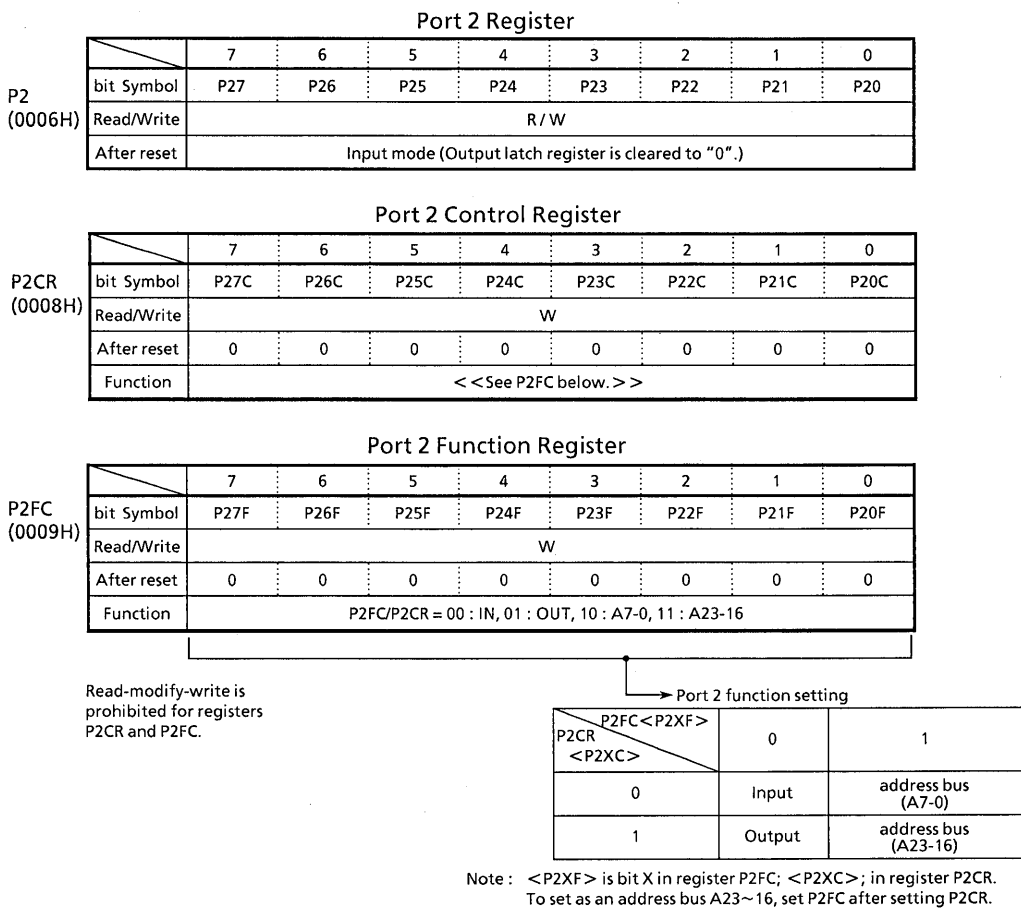 Port 2 Register
7 6 5 4 3 2 1 0
P2 (0006H)
bit Symbol P27 P26 P25 P24 P23 P22 P21 P20
Read/Write R/W
After reset Input mode (Output latch register is cleared to "0".)
Port 2 Control Register
7 6 5 4 3 2 1 0
P2CR (0008H)
bit Symbol P27C P26C P25C P24C P23C P22C P21C P20C
Read/Write W
After reset 0 0 0 0 0 0 0 0
Function <<See P2FC below.>>
Port 2 Function Register
7 6 5 4 3 2 1 0
P2FC (0009H)
bit Symbol P27F P26F P25F P24F P23F P22F P21F P20F
Read/Write W
After reset 0 0 0 0 0 0 0 0
Function P2FC/P2CR = 00 : IN, 01 : OUT, 10 : A7-0, 11 : A23-16
Read-modify-write is
prohibited for registers
P2CR and P2FC.
Port 2 function setting
P2FC<P2XF> 0 1
P2CR
<P2XC>
0 Input address bus (A7-0)
1 Output address bus (A23-16)
Note : <P2XF> is bit X in register P2FC; <P2XC>; in register P2CR.
To set as an address bus A23~16, set P2FC after setting P2CR.